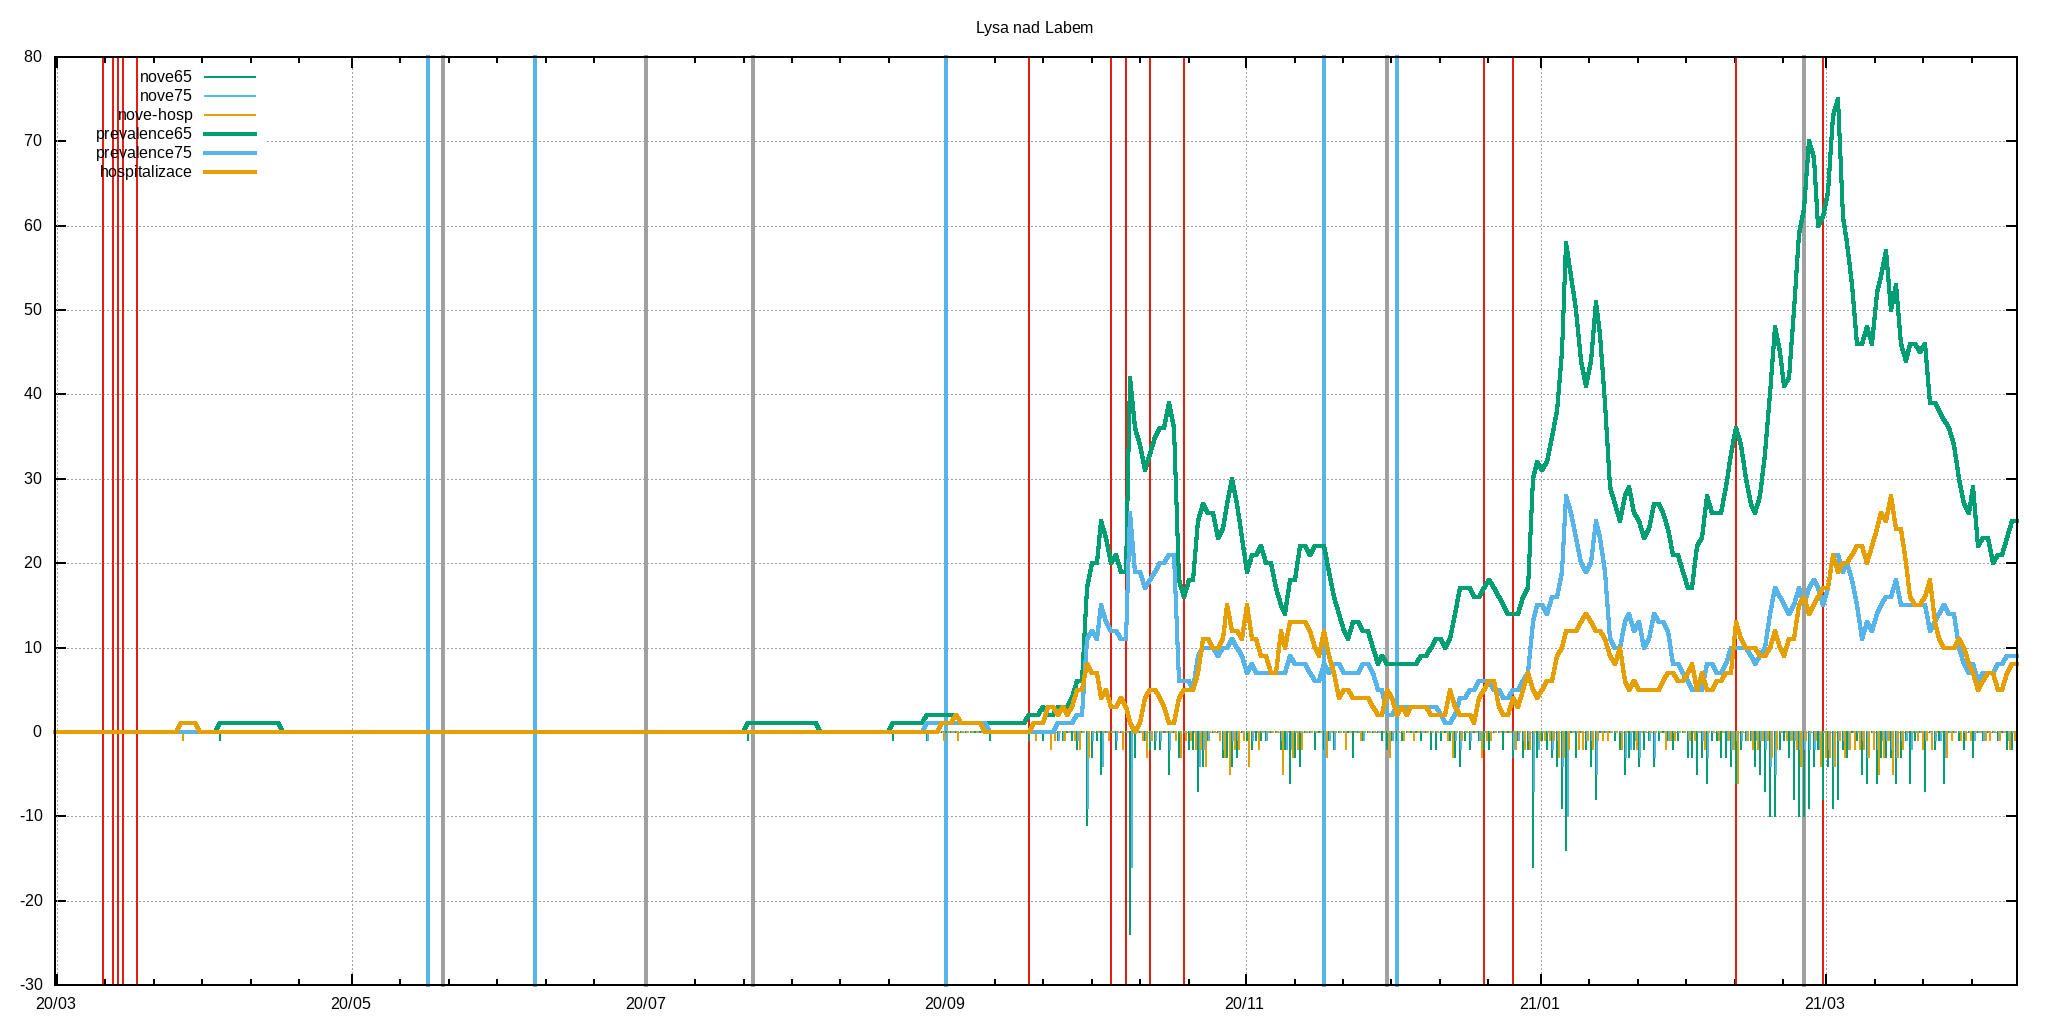 Lysa nad Labem
80
70
60
50
40
30
20
10
0
-10
-20
-30
nove65
nove75
nove-hosp
prevalence65
prevalence75
hospitalizace
20/03 20/05 20/07 20/09 20/11 21/01 21/03